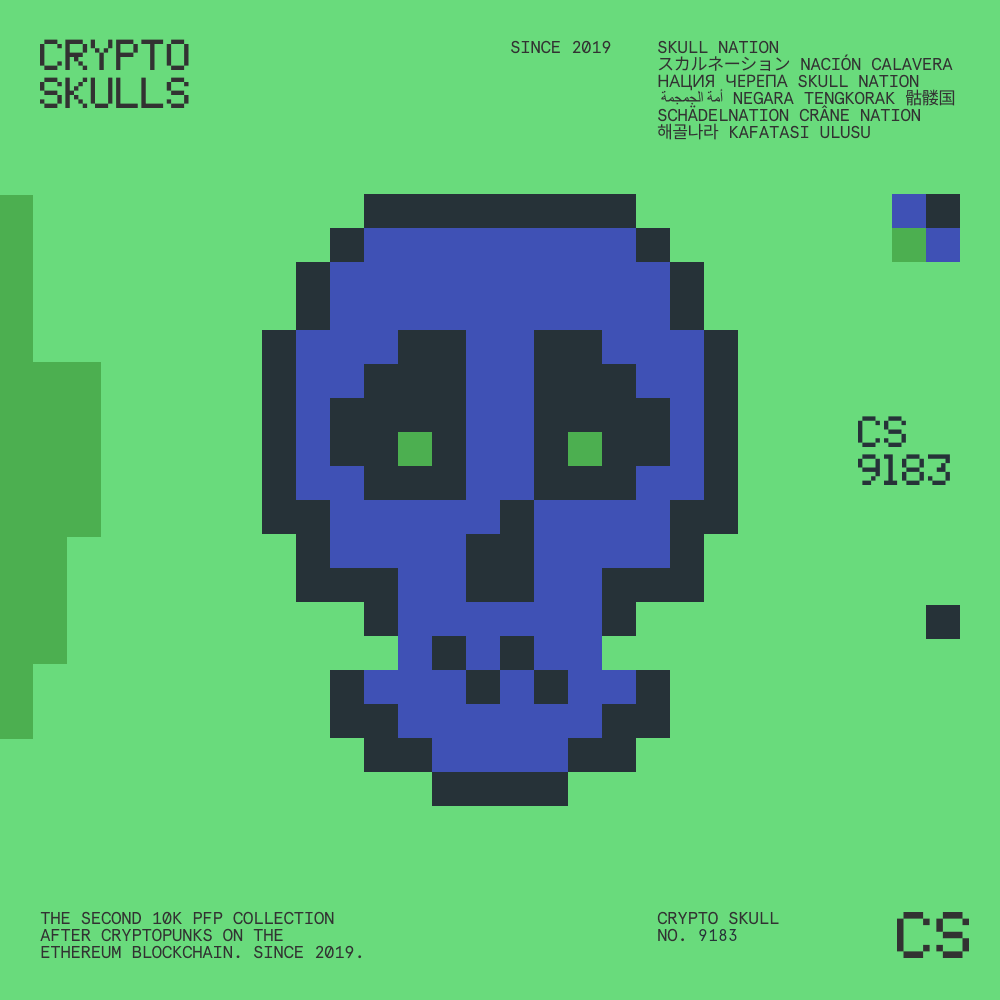 CRYPTO
SKULLS
SINCE 2019
SKULL NATION
スカルネーション NACIÓN CALAVERA
НАЦИЯ ЧЕРЕПА SKULL NATION
أمة الجمجمة NEGARA TENGKORAK 骷髅国
SCHÄDELNATION CRÂNE NATION
해골나라 KAFATASI ULUSU
CS
9183
THE SECOND 10K PFP COLLECTION
AFTER CRYPTOPUNKS ON THE
ETHEREUM BLOCKCHAIN. SINCE 2019.
CRYPTO SKULL
NO. 9183
CS